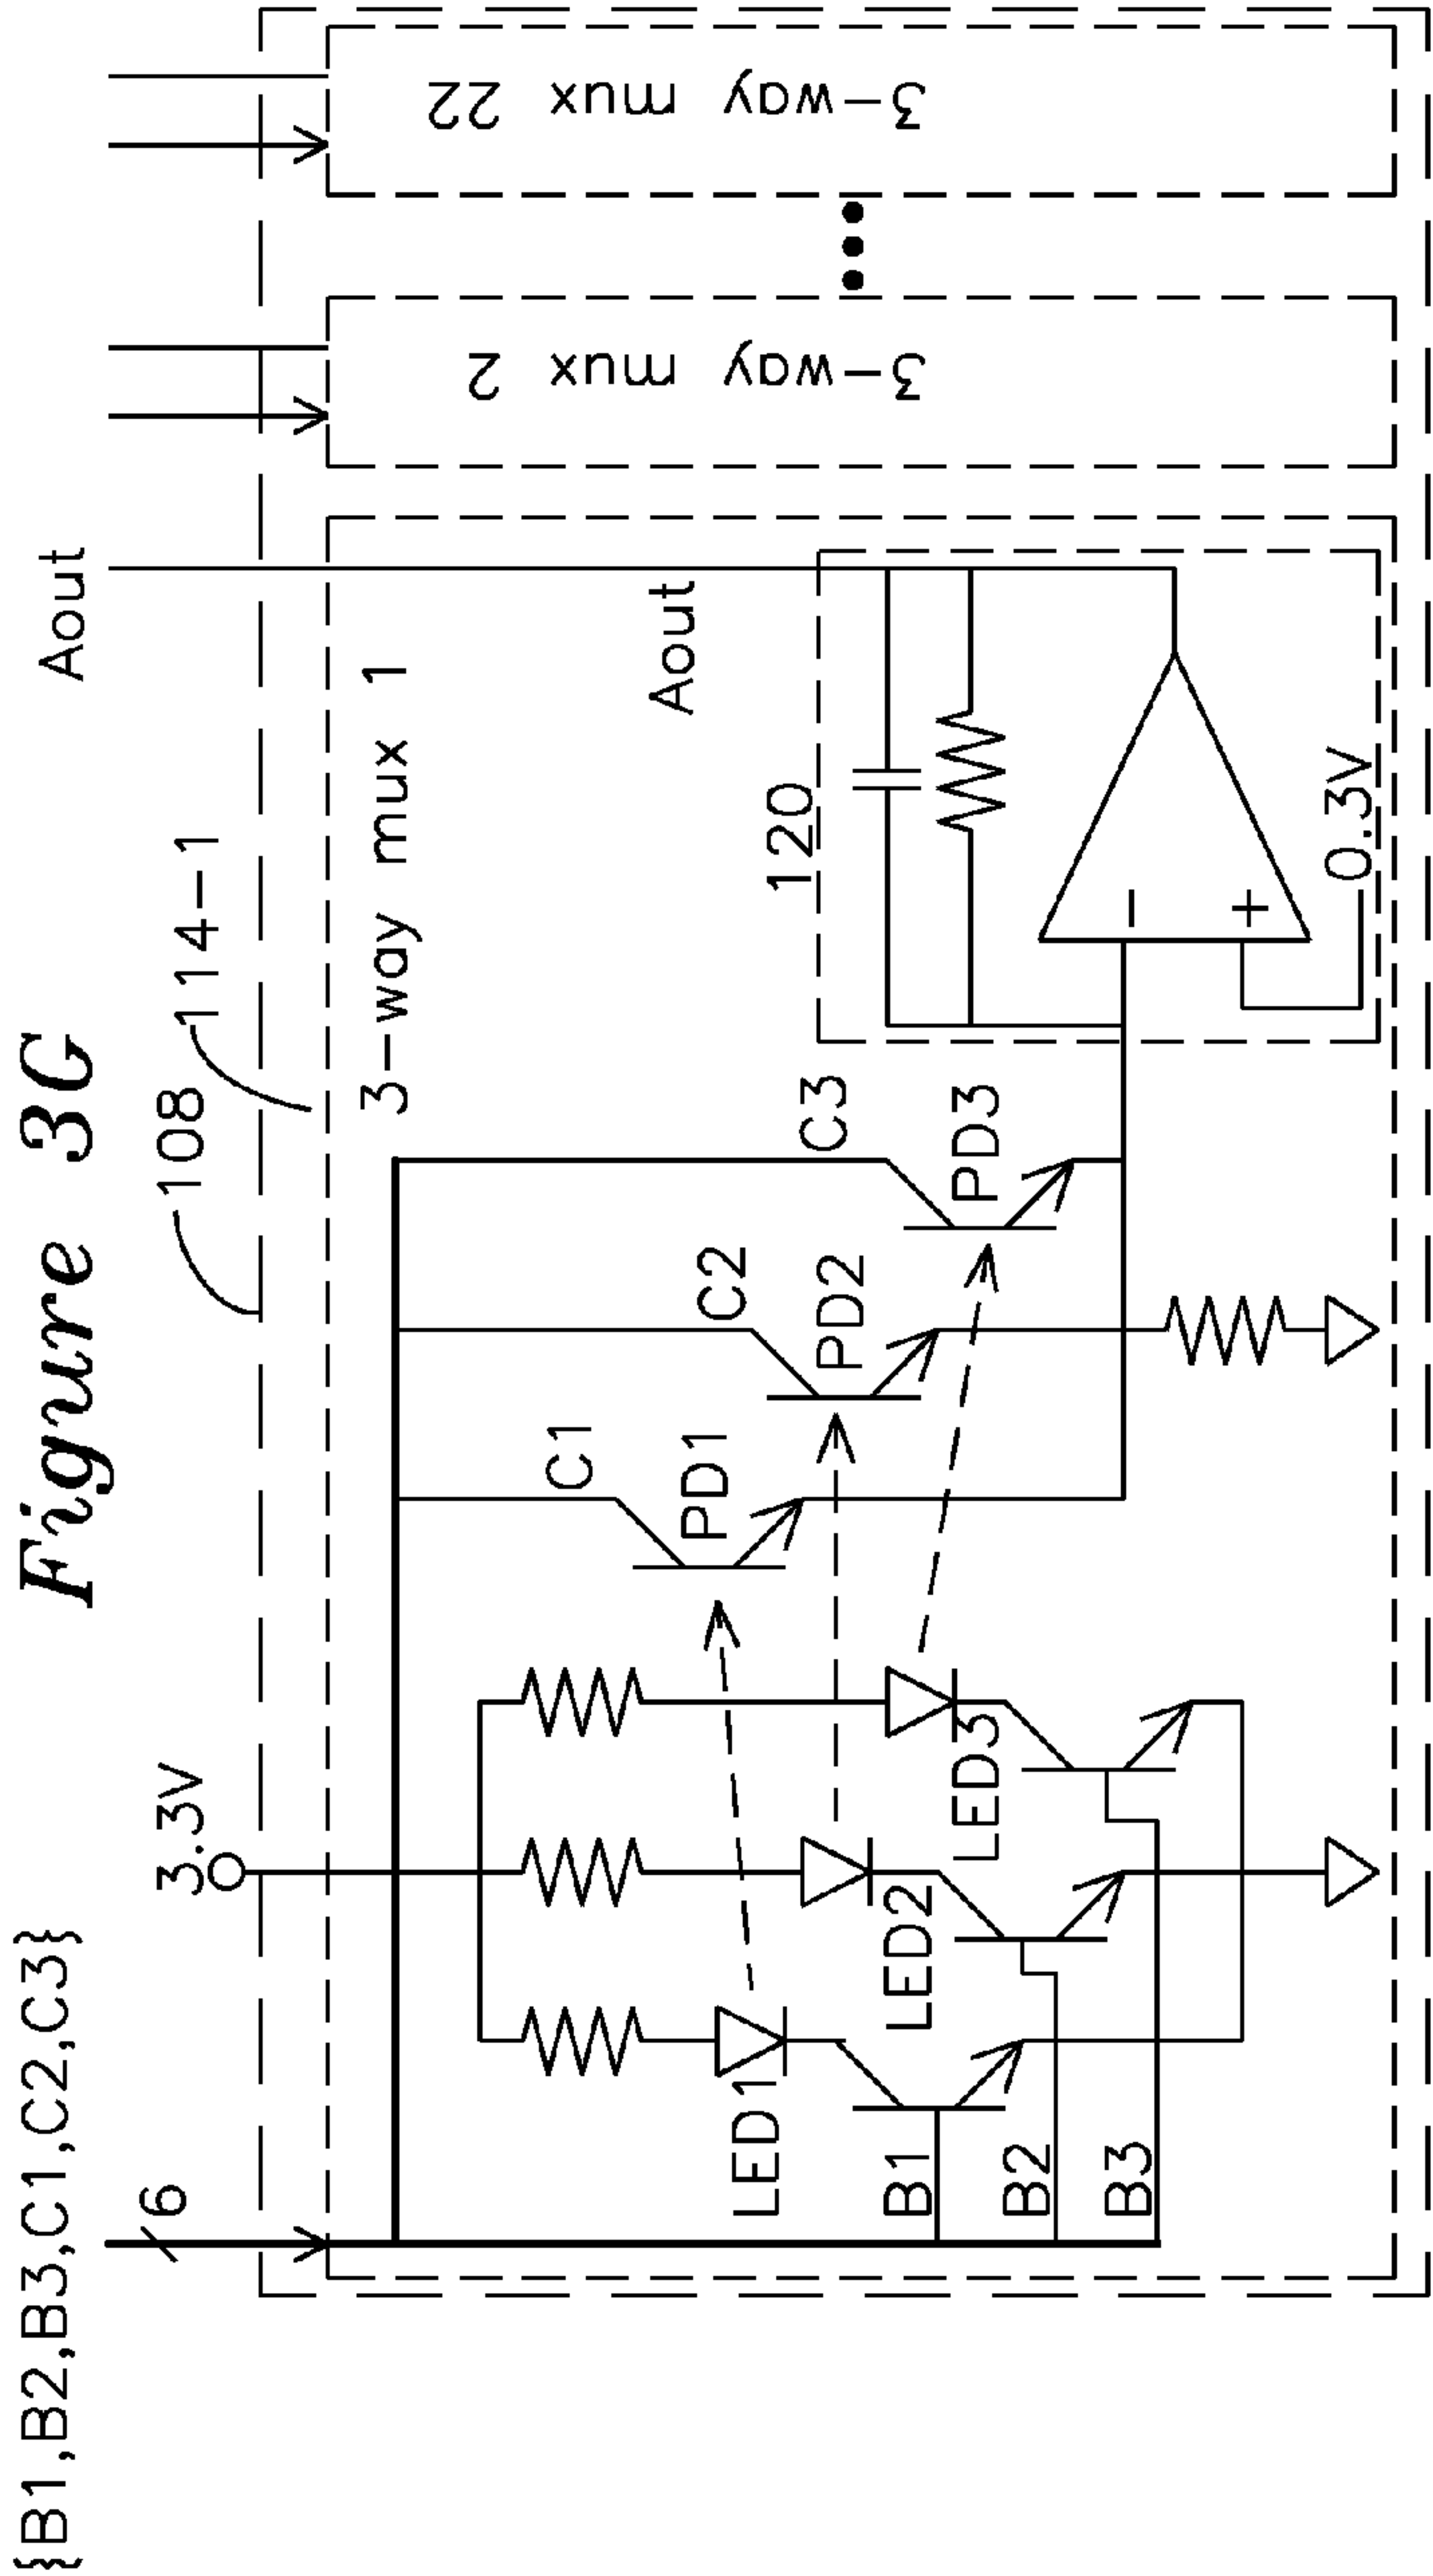 Figure 3G
{B1,B2,B3,C1,C2,C3}
6
3.3V
108
114-1
Aout
3-way mux 1
C1
C2
C3
PD1
PD2
PD3
LED1
LED2
LED3
B1
B2
B3
120
Aout
-
+
0.3V
3-way mux 2
3-way mux 22